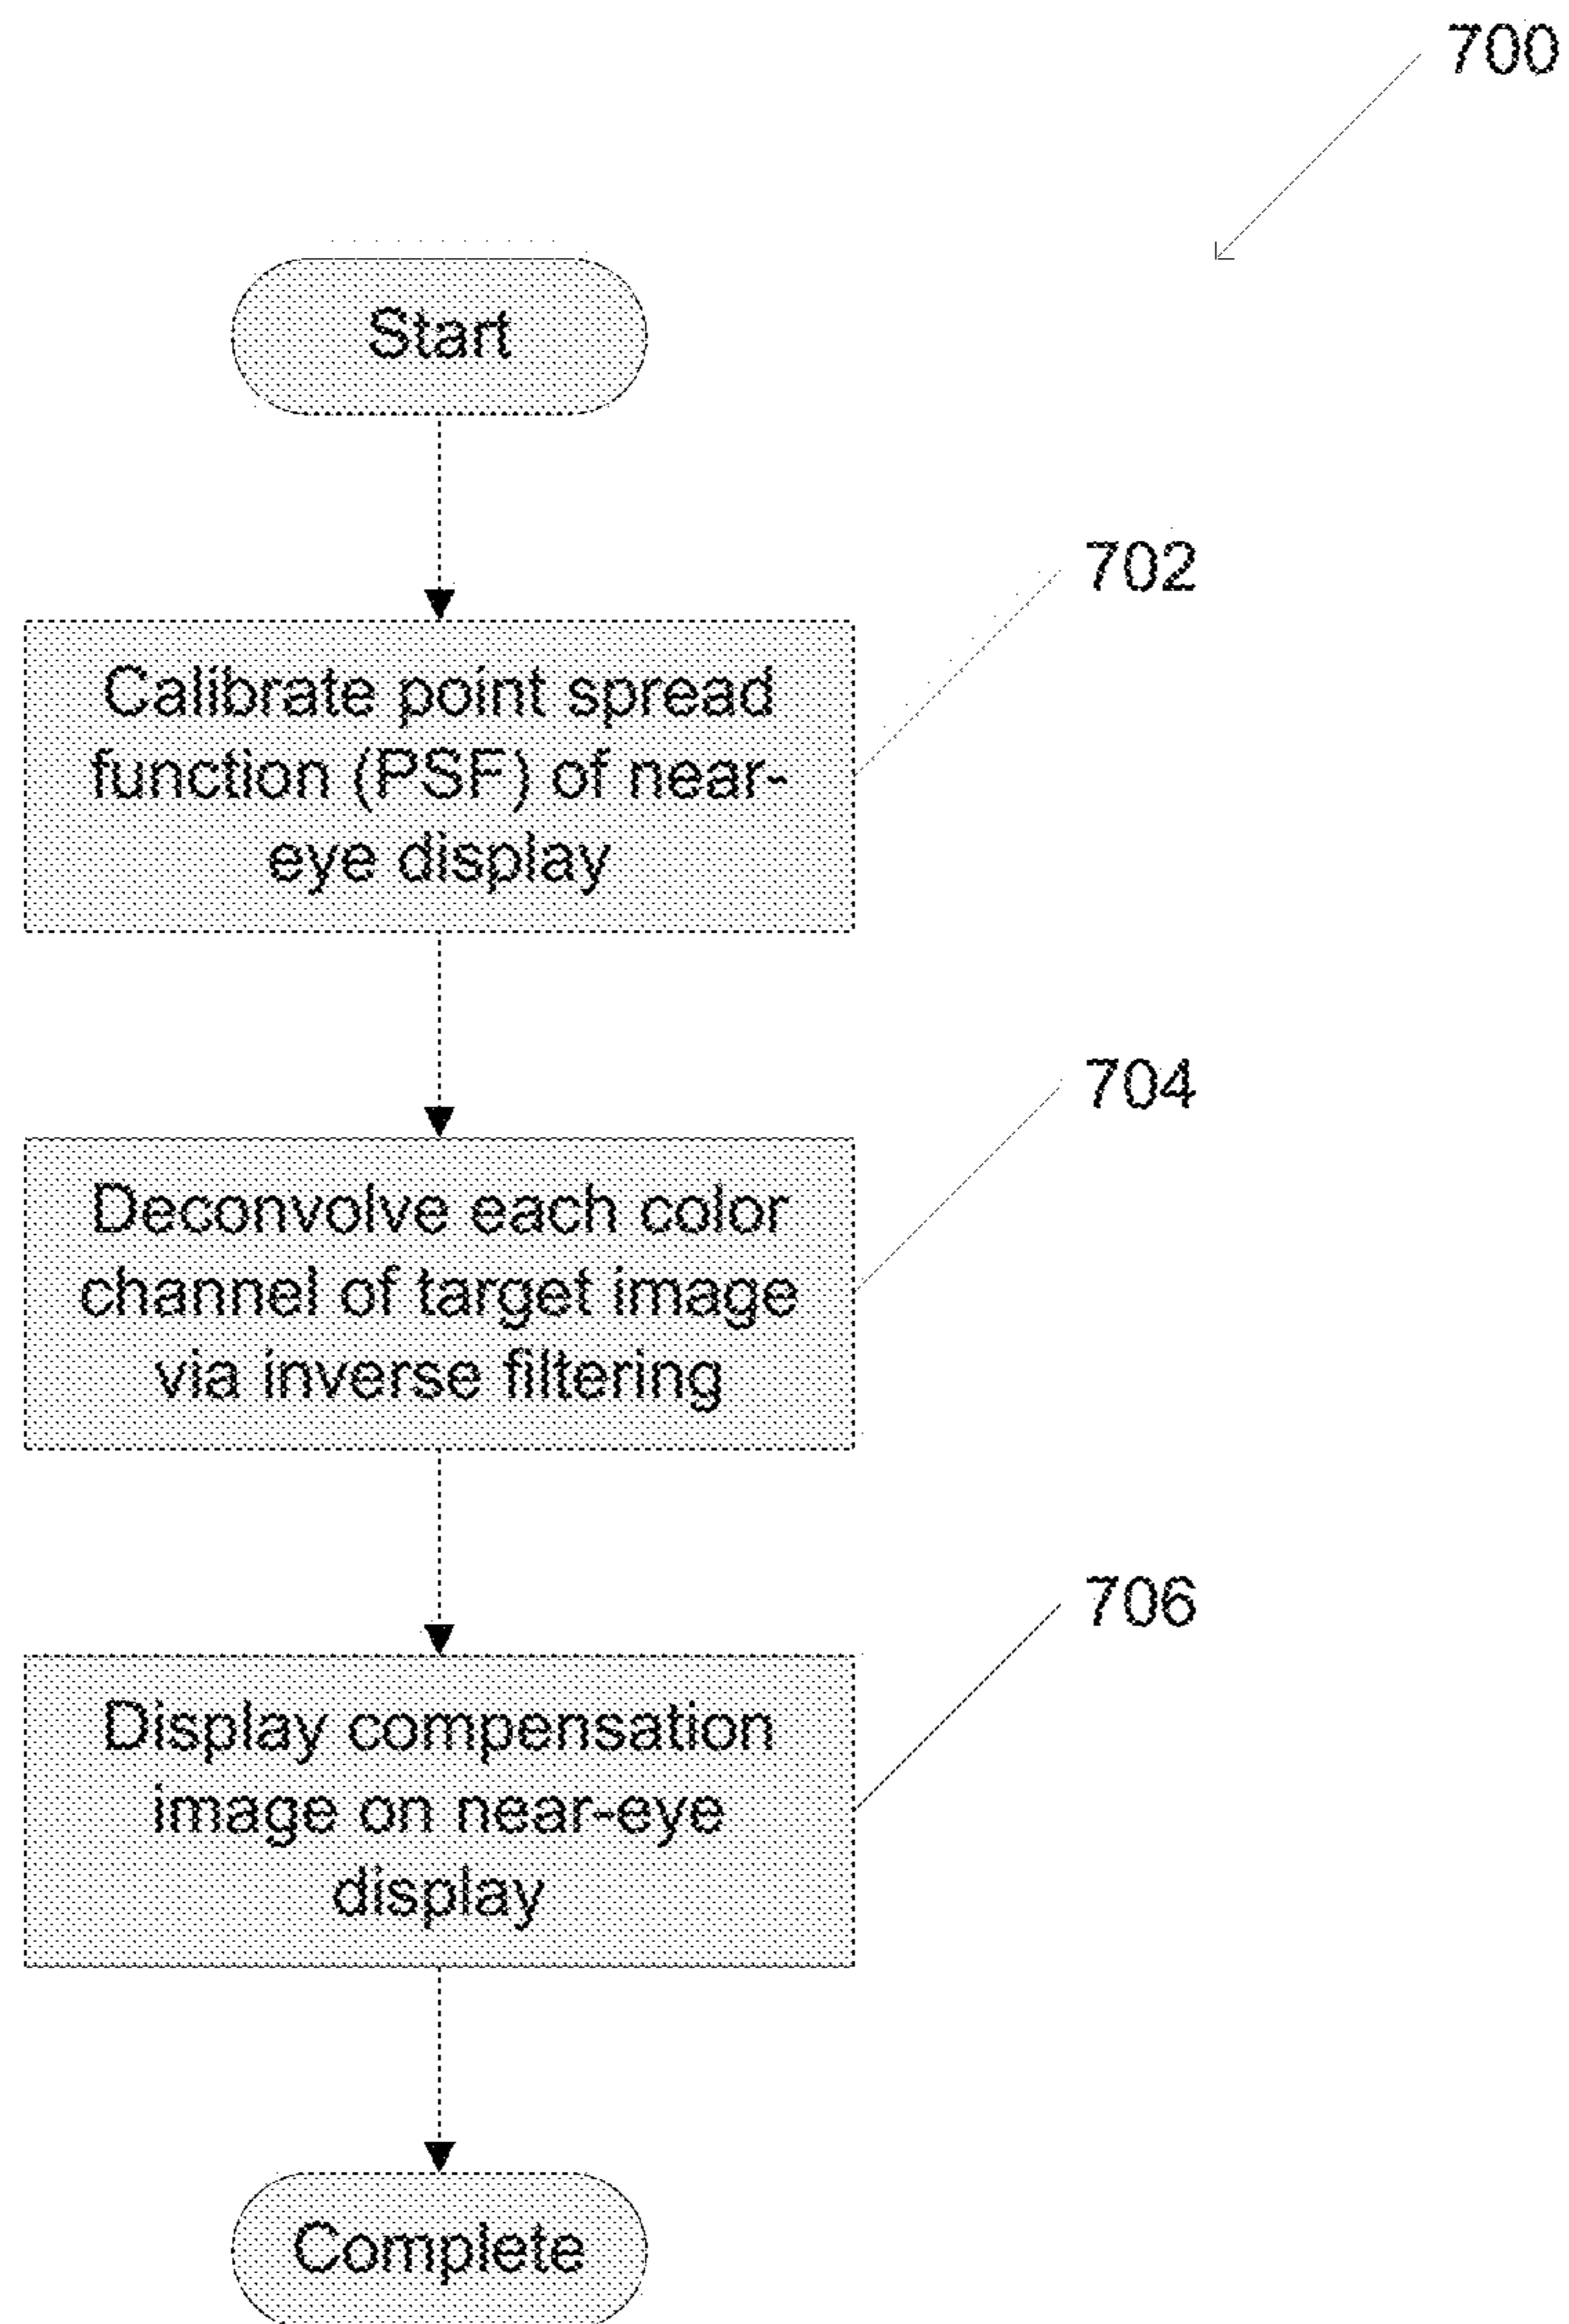 700
Start
702
Calibrate point spread
function (PSF) of near-
eye display
704
Deconvolve each color
channel of target image
via inverse filtering
706
Display compensation
image on near-eye
display
Complete